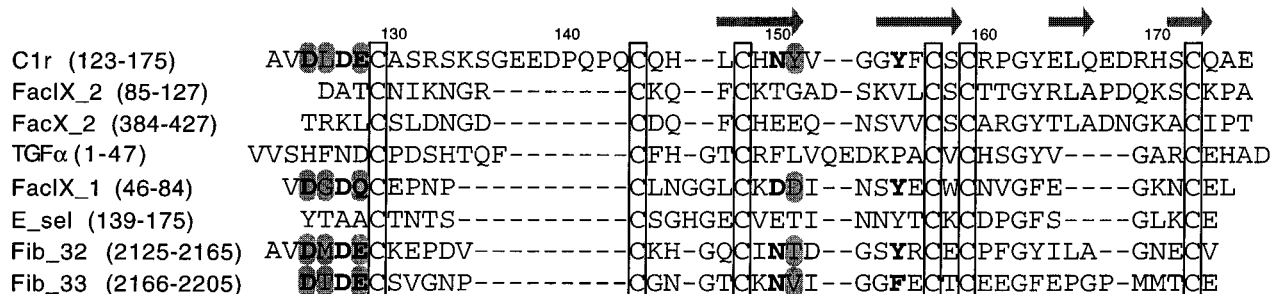 130 140 150 160 170
C1r (123-175) AVDLDECASRSKSGEEDPQPQCQH--LCHNYV--GGYFCSCRPGYELQEDRHSCQAE
FacIX_2 (85-127) DATCNIKNGR--------CKQ--FCKTGAD-SKVLCSCTTGYRLAPDQKSCKPA
FacX_2 (384-427) TRKLCSLDNGD--------CDQ--FCHEEQ--NSVVCSCARGYTLADNGKACIPT
TGFα (1-47) VVSHFNDCPDSHTQF-------CFH-GTCRFLVQEDKPACVCHSGYV----GARCEHAD
FacIX_1 (46-84) VDGDQCEPNP----------CLNGGLCKDDI--NSYECWCNVGFE----GKNCEL
E_sel (139-175) YTAACTNTS----------CSGHGECVETI--NNYTCKCDPGFS----GLKCE
Fib_32 (2125-2165) AVDMDECKEPDV---------CKH-GQCINTD--GSYRCECPFGYILA--GNECV
Fib_33 (2166-2205) DTDECSVGNP---------CGN-GTCKNVI--GGFECTCEEGFEPGP-MMTCE